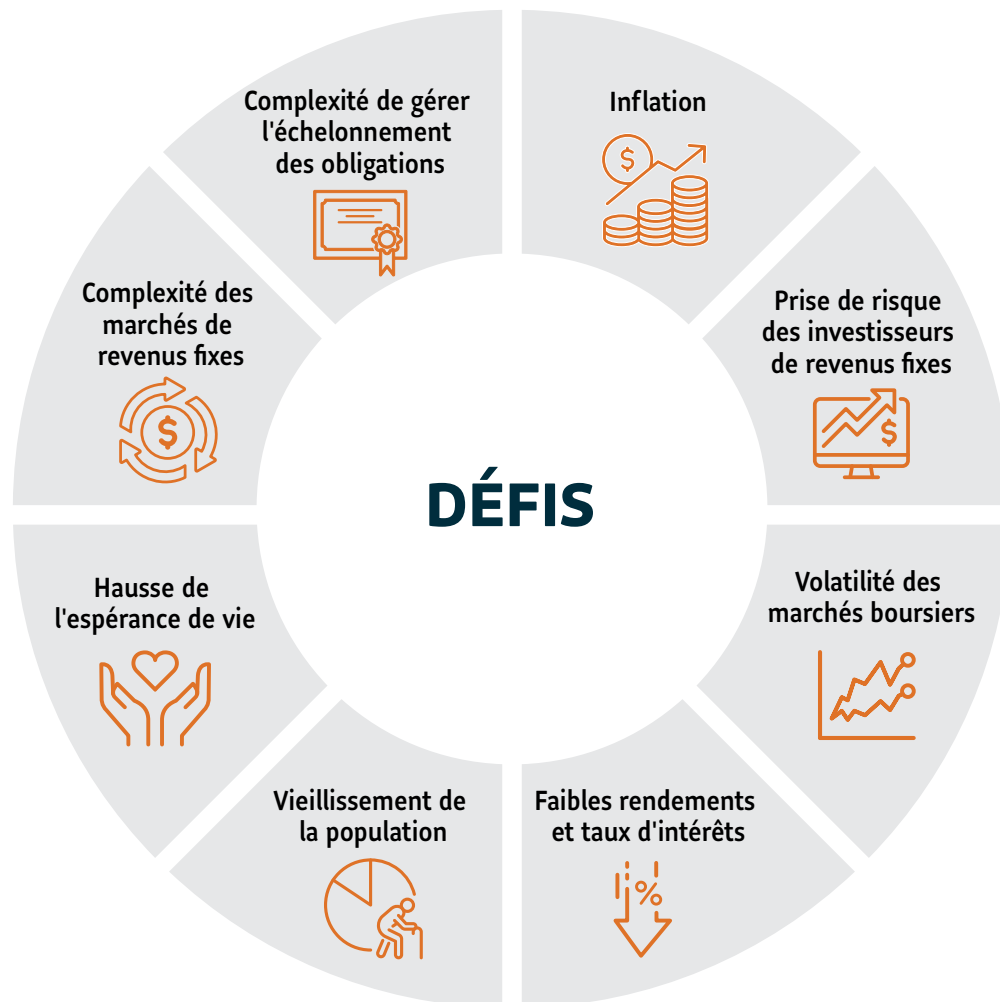 Complexité de gérer
l'échelonnement
des obligations
Inflation
$
Complexité des
marchés de
revenus fixes
$
Prise de risque
des investisseurs
de revenus fixes
$
DÉFIS
Hausse de
l'espérance de vie
Volatilité des
marchés boursiers
Vieillissement de
la population
Faibles rendements
et taux d'intérêts
%